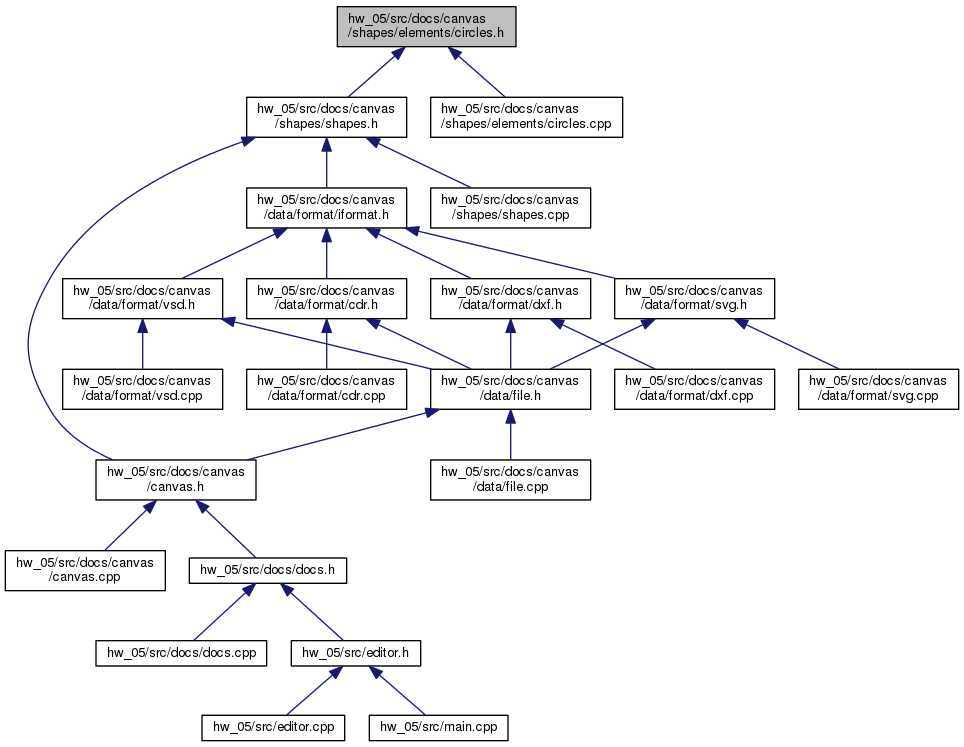 hw_05/src/docs/canvas
/shapes/elements/circles.h
hw_05/src/docs/canvas
/shapes/shapes.h
hw_05/src/docs/canvas
/shapes/elements/circles.cpp
hw_05/src/docs/canvas
/data/format/iformat.h
hw_05/src/docs/canvas
/shapes/shapes.cpp
hw_05/src/docs/canvas
/data/format/vsd.h
hw_05/src/docs/canvas
/data/format/cdr.h
hw_05/src/docs/canvas
/data/format/dxf.h
hw_05/src/docs/canvas
/data/format/svg.h
hw_05/src/docs/canvas
/data/format/vsd.cpp
hw_05/src/docs/canvas
/data/format/cdr.cpp
hw_05/src/docs/canvas
/data/file.h
hw_05/src/docs/canvas
/data/format/dxf.cpp
hw_05/src/docs/canvas
/data/format/svg.cpp
hw_05/src/docs/canvas
/canvas.h
hw_05/src/docs/canvas
/data/file.cpp
hw_05/src/docs/canvas
/canvas.cpp
hw_05/src/docs/docs.h
hw_05/src/docs/docs.cpp
hw_05/src/editor.h
hw_05/src/editor.cpp
hw_05/src/main.cpp